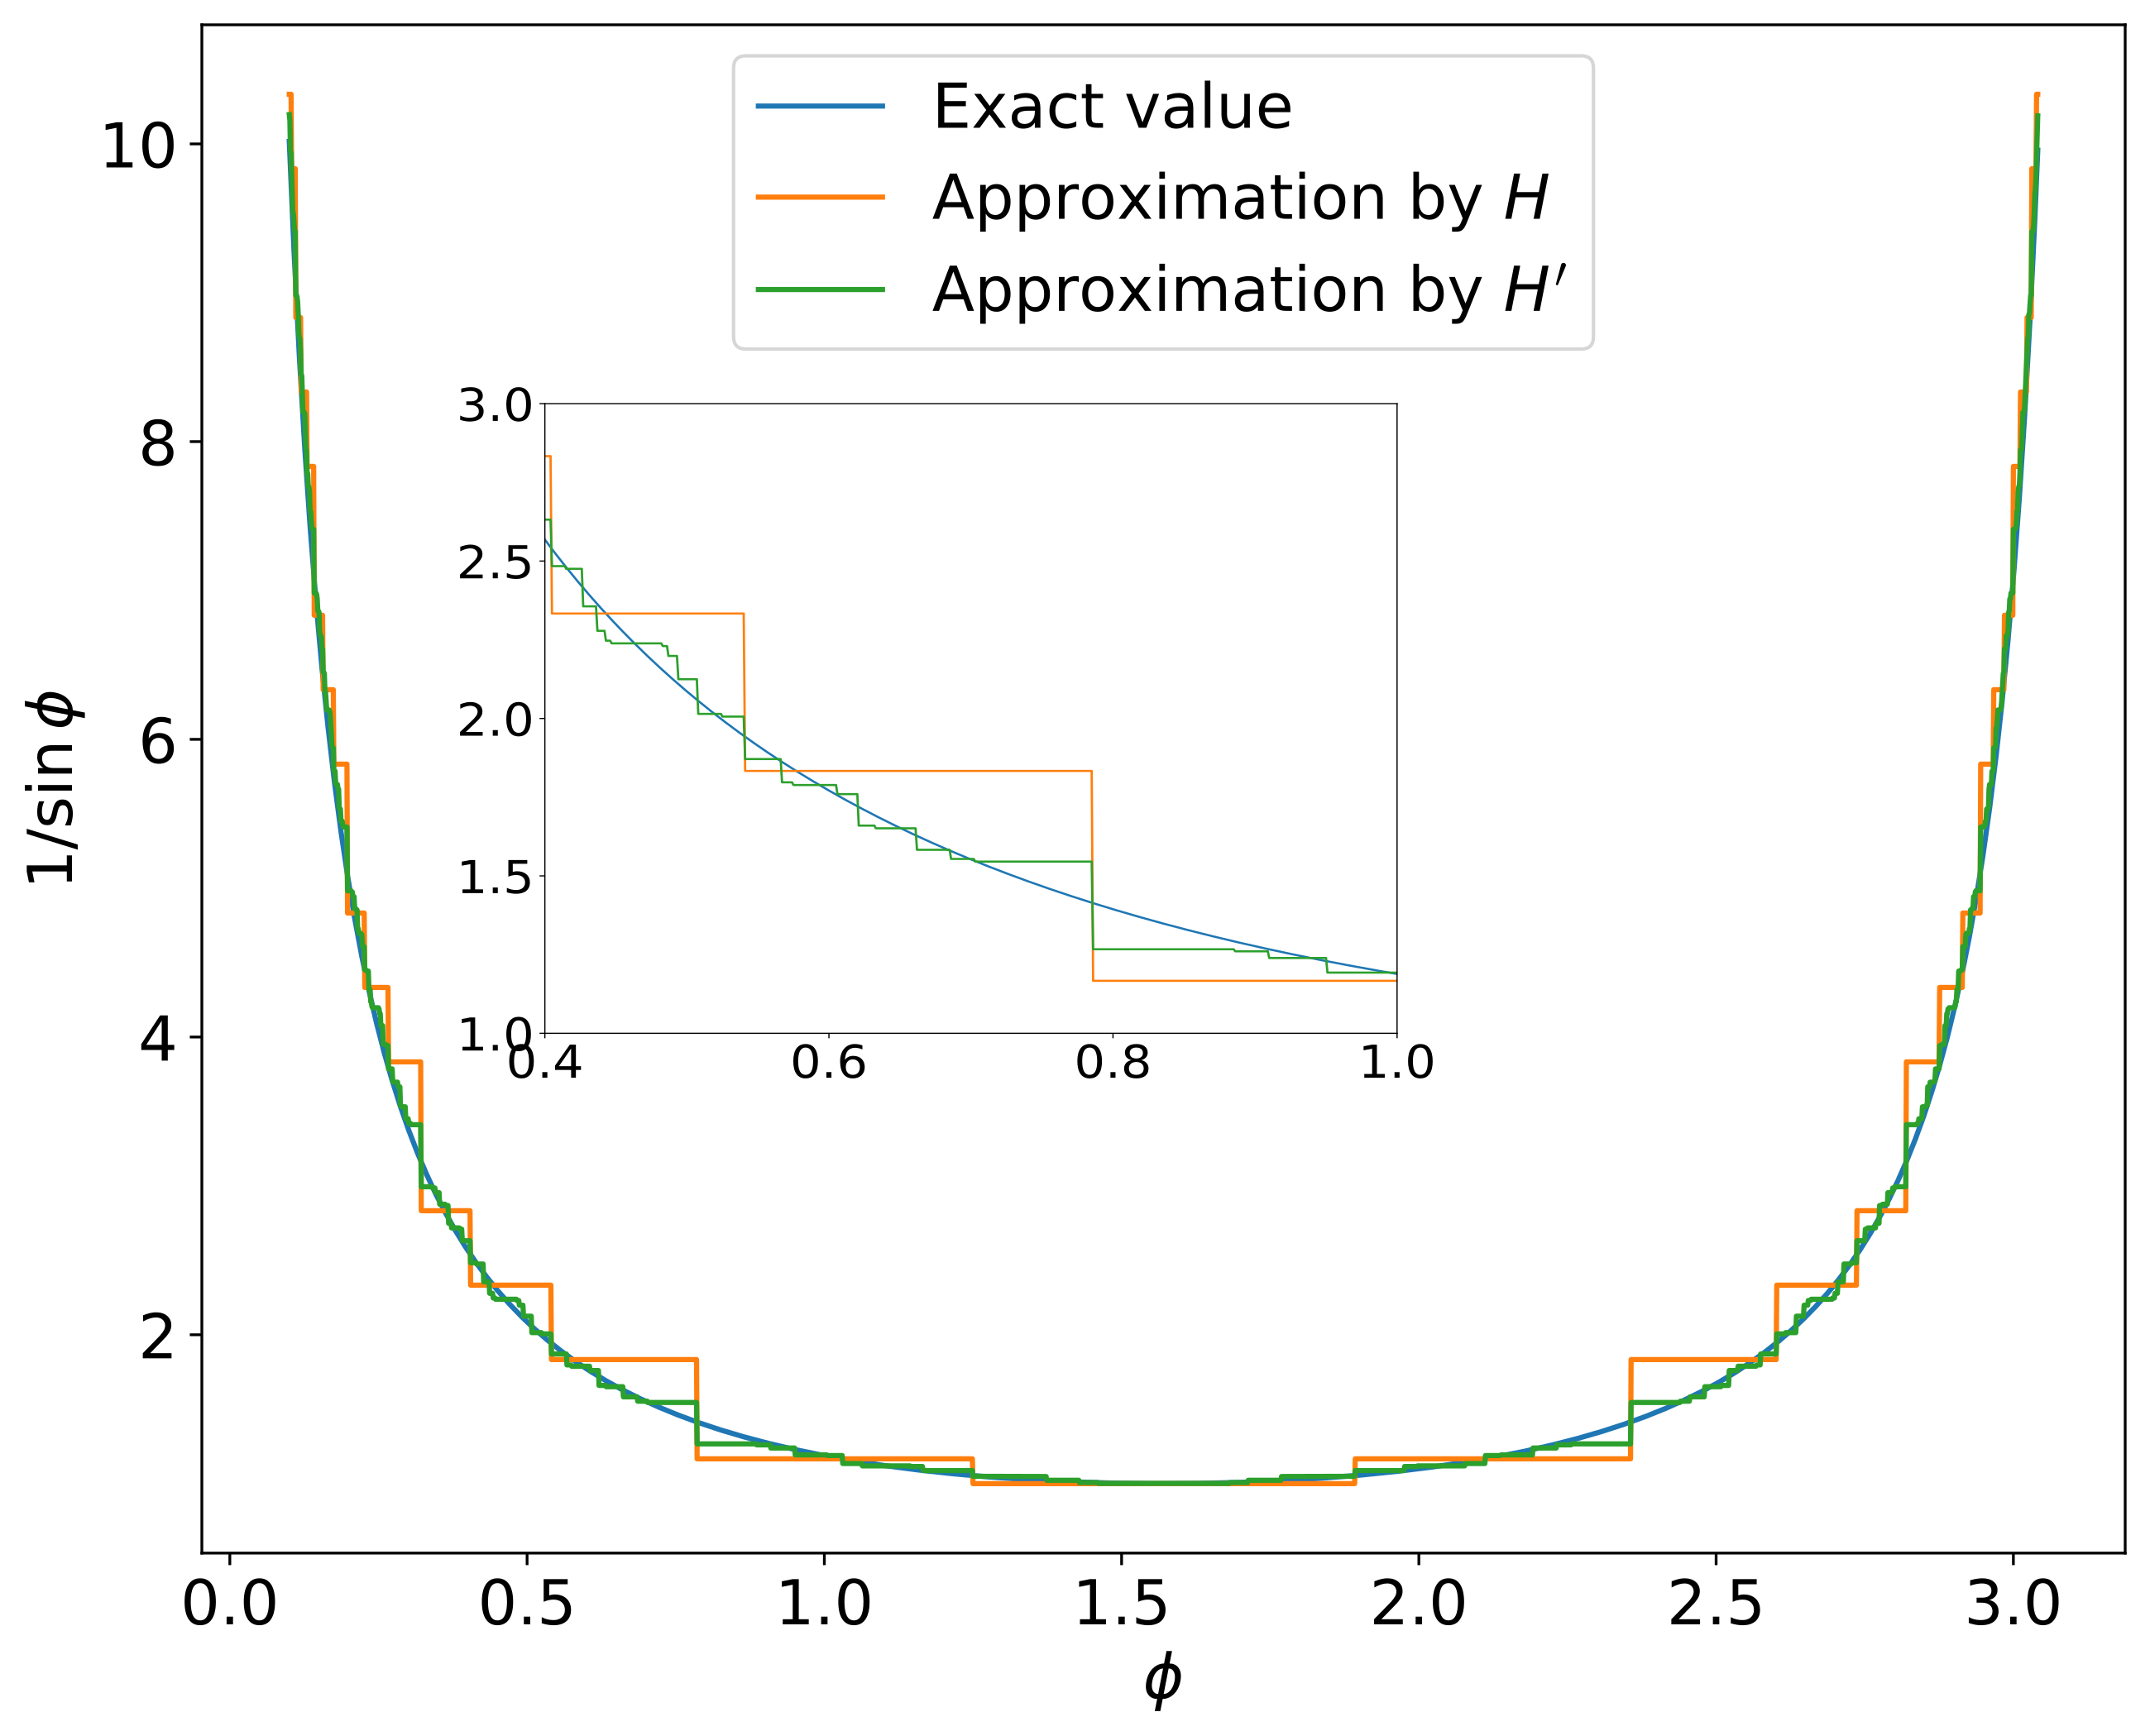 Exact value
Approximation by H
Approximation by H′
10
8
6
4
2
1/sin ϕ
3.0
2.5
2.0
1.5
1.0
0.4 0.6 0.8 1.0
0.0 0.5 1.0 1.5 2.0 2.5 3.0
ϕ